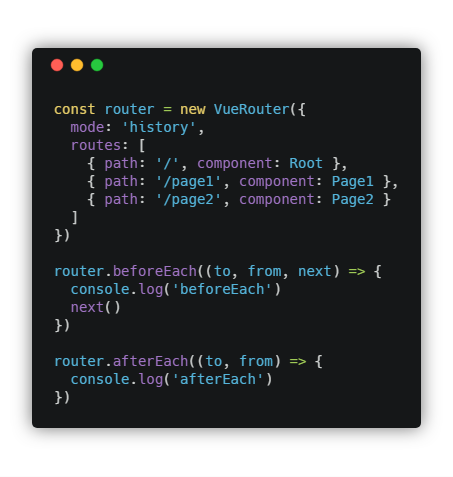 const router = new VueRouter({
  mode: 'history',
  routes: [
    { path: '/', component: Root },
    { path: '/page1', component: Page1 },
    { path: '/page2', component: Page2 }
  ]
})

router.beforeEach((to, from, next) => {
  console.log('beforeEach')
  next()
})

router.afterEach((to, from) => {
  console.log('afterEach')
})